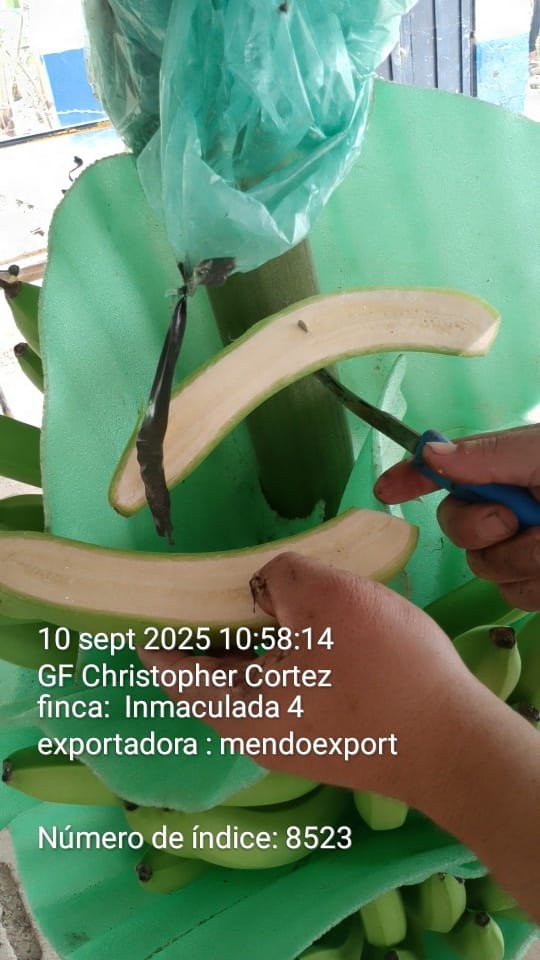 10 sept 2025 10:58:14
GF Christopher Cortez
finca: Inmaculada 4
exportadora : mendoexport
Número de índice: 8523